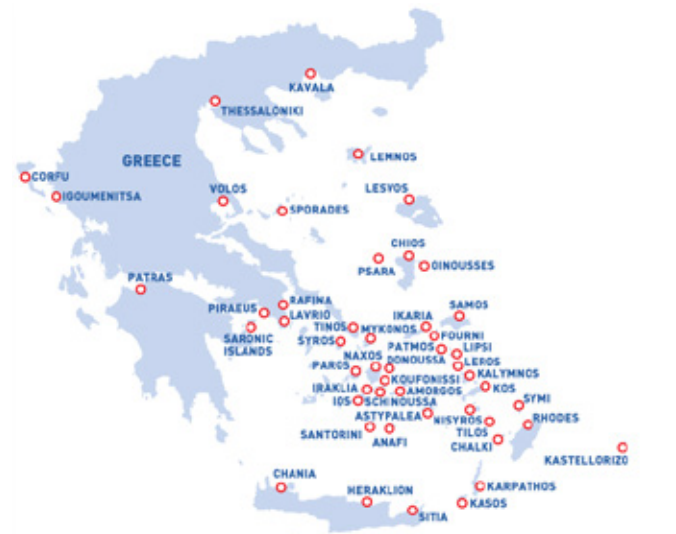 KAVALA
THESSALONIKI
LEMNOS
GREECE
CORFU
IGOUMENITSA
VOLOS
SPORADES
LESVOS
CHIOS
PSARA
OINOUSSES
PATRAS
RAFINA
PIRAEUS
LAVRIO
SARONIC
ISLANDS
TINOS
MYKONOS
SYROS
IKARIA
SAMOS
FOURNI
PATMOS
LIPSI
NAXOS
DONOUSSA
LEROS
PAROS
KOUFONISSI
KALYMNOS
IRAKLIA
AMORGOS
KOS
IOS
SCHINOUSSA
SYMI
ASTYPALEA
NISYROS
RHODES
SANTORINI
ANAFI
TILOS
CHALKI
KASTELLORIZO
CHANIA
HERAKLION
KARPATHOS
SITIA
KASOS